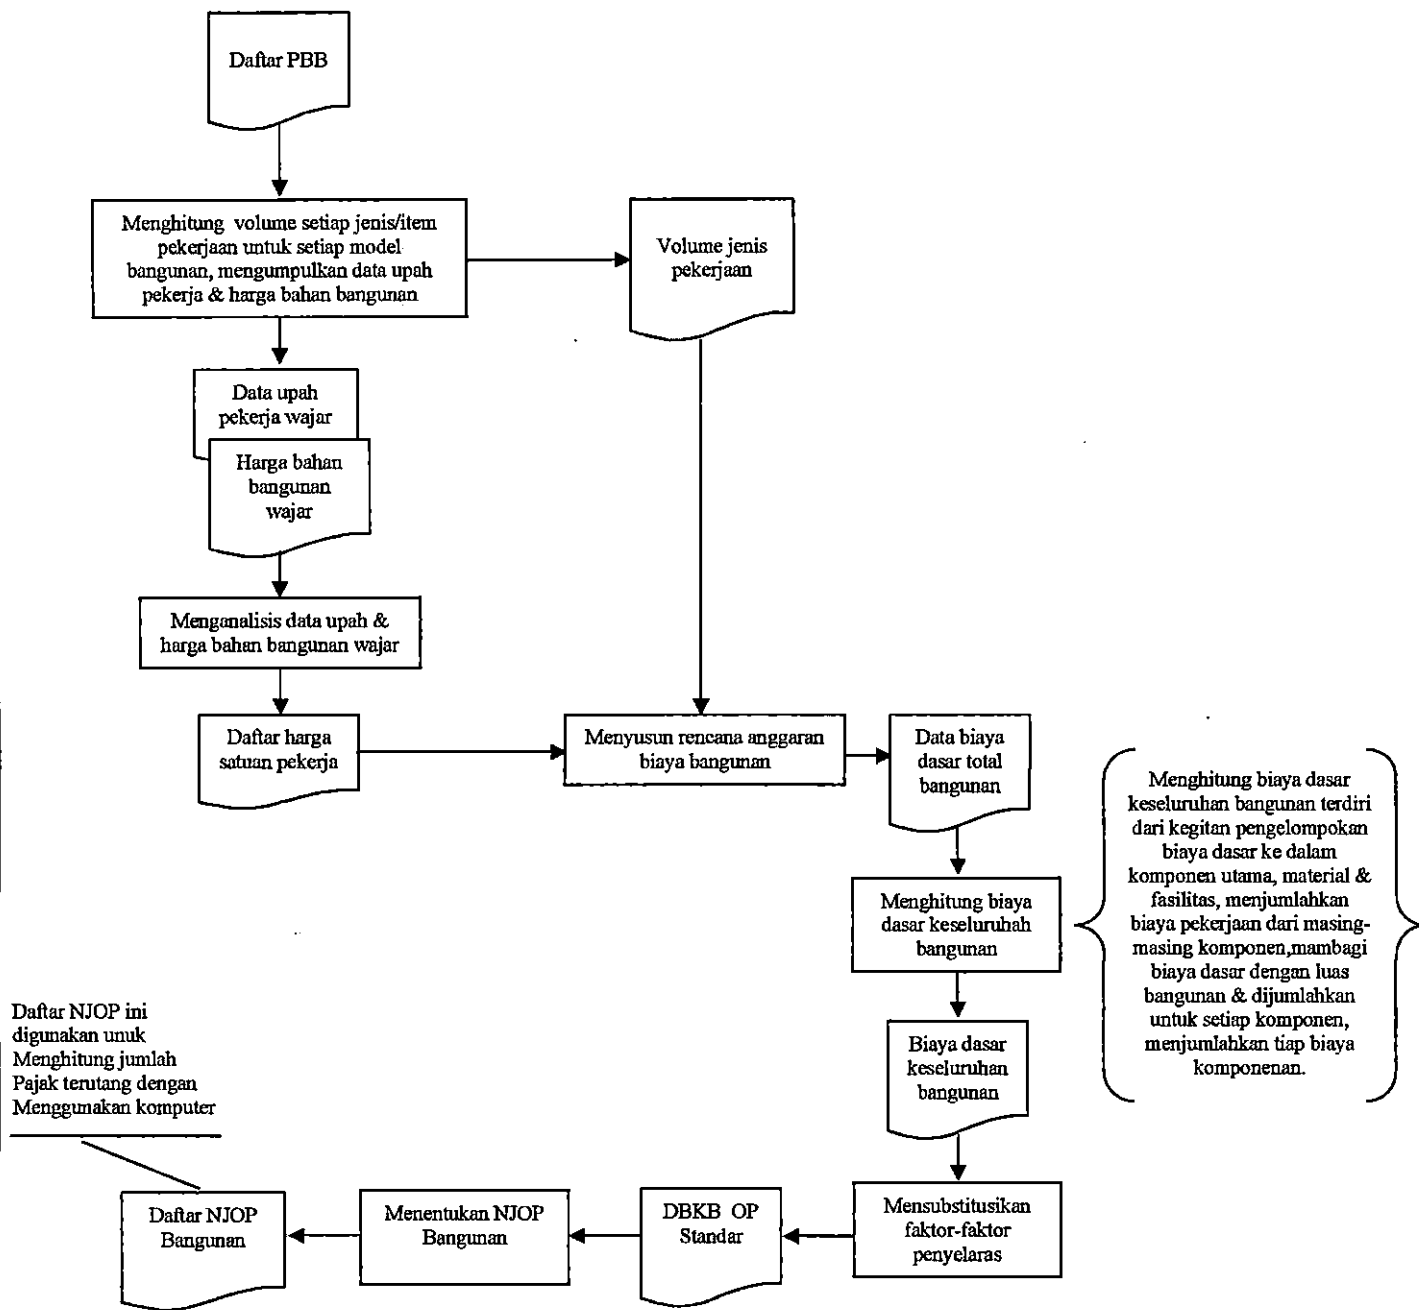 Daftar PBB
Menghitung volume setiap jenis/item
pekerjaan untuk setiap model
bangunan, mengumpulkan data upah
pekerja & harga bahan bangunan
Volume jenis
pekerjaan
Data upah
pekerja wajar
Harga bahan
bangunan
wajar
Menganalisis data upah &
harga bahan bangunan wajar
Daftar harga
satuan pekerja
Menyusun rencana anggaran
biaya bangunan
Data biaya
dasar total
bangunan
Menghitung biaya dasar
keseluruhan bangunan terdiri
dari kegitan pengelompokan
biaya dasar ke dalam
komponen utama, material &
fasilitas, menjumlahkan
biaya pekerjaan dari masing-
masing komponen,mambagi
biaya dasar dengan luas
bangunan & dijumlahkan
untuk setiap komponen,
menjumlahkan tiap biaya
komponenan.
Menghitung biaya
dasar keseluruhah
bangunan
Biaya dasar
keseluruhan
bangunan
Daftar NJOP ini
digunakan unuk
Menghitung jumlah
Pajak terutang dengan
Menggunakan komputer
Mensubstitusikan
faktor-faktor
penyelaras
DBKB OP
Standar
Menentukan NJOP
Bangunan
Daftar NJOP
Bangunan